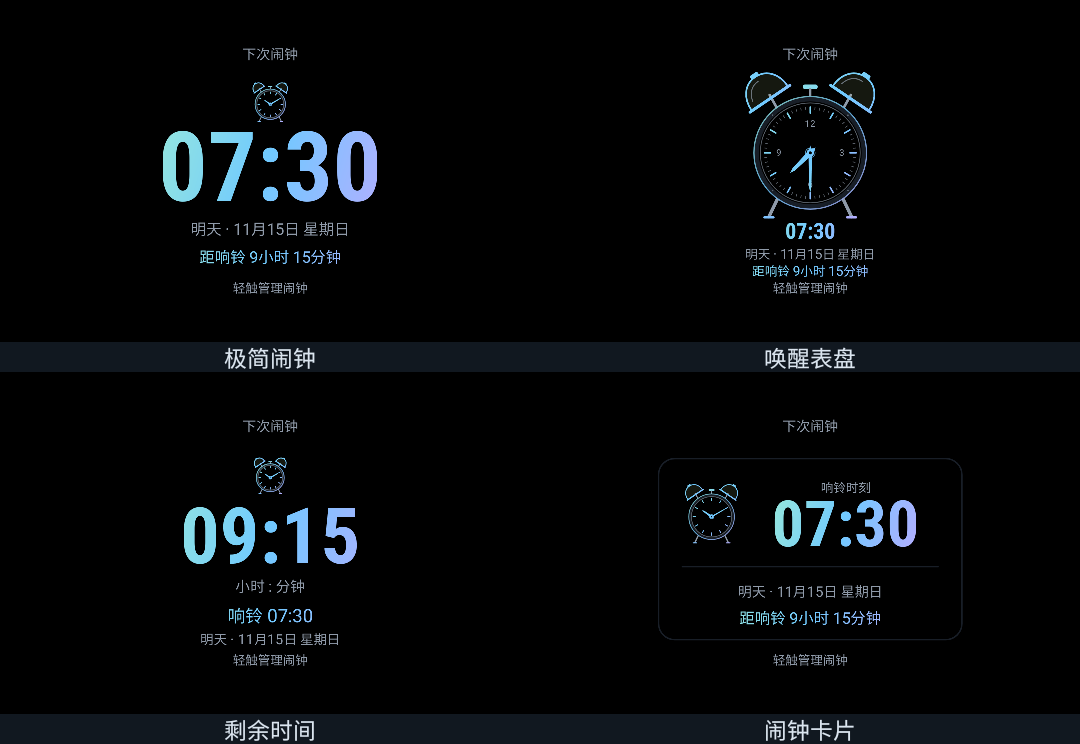 下次闹钟
07:30
明天 · 11月15日 星期日
距响铃 9小时 15分钟
轻触管理闹钟
极简闹钟
下次闹钟
12
9
3
07:30
明天 · 11月15日 星期日
距响铃 9小时 15分钟
轻触管理闹钟
唤醒表盘
下次闹钟
09:15
小时 : 分钟
响铃 07:30
明天 · 11月15日 星期日
轻触管理闹钟
剩余时间
下次闹钟
响铃时刻
07:30
明天 · 11月15日 星期日
距响铃 9小时 15分钟
轻触管理闹钟
闹钟卡片